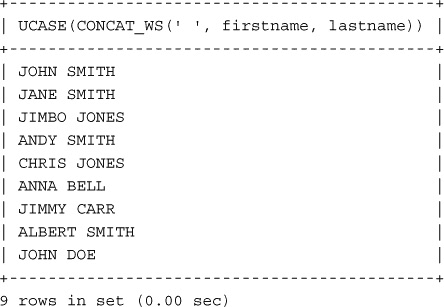 +-----------------------------------------------+
| UCASE(CONCAT_WS(' ', firstname, lastname)) |
+-----------------------------------------------+
| JOHN SMITH |
| JANE SMITH |
| JIMBO JONES |
| ANDY SMITH |
| CHRIS JONES |
| ANNA BELL |
| JIMMY CARR |
| ALBERT SMITH |
| JOHN DOE |
+-----------------------------------------------+
9 rows in set (0.00 sec)